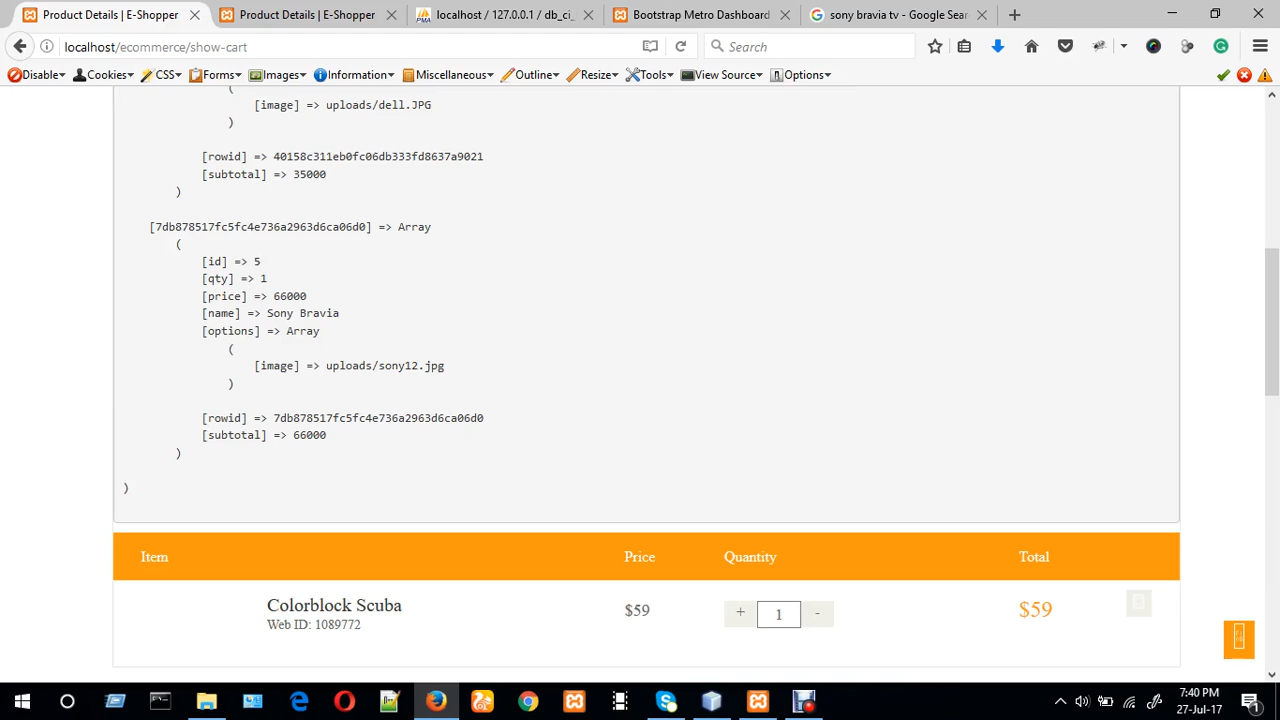 Product Details | E-Shopper
Product Details | E-Shopper
localhost / 127.0.0.1 / db_ci_
Bootstrap Metro Dashboard
sony bravia tv - Google Sear
localhost/ecommerce/show-cart
Search
Disable
Cookies
CSS
Forms
Images
Information
Miscellaneous
Outline
Resize
Tools
View Source
Options
(
[image] => uploads/dell.JPG
)
[rowid] => 40158c311eb0fc06db333fd8637a9021
[subtotal] => 35000
)
[7db878517fc5fc4e736a2963d6ca06d0] => Array
(
[id] => 5
[qty] => 1
[price] => 66000
[name] => Sony Bravia
[options] => Array
(
[image] => uploads/sony12.jpg
)
[rowid] => 7db878517fc5fc4e736a2963d6ca06d0
[subtotal] => 66000
)
)
Item Price Quantity Total
Colorblock Scuba
Web ID: 1089772
$59
+ 1 -
$59
7:40 PM
27-Jul-17